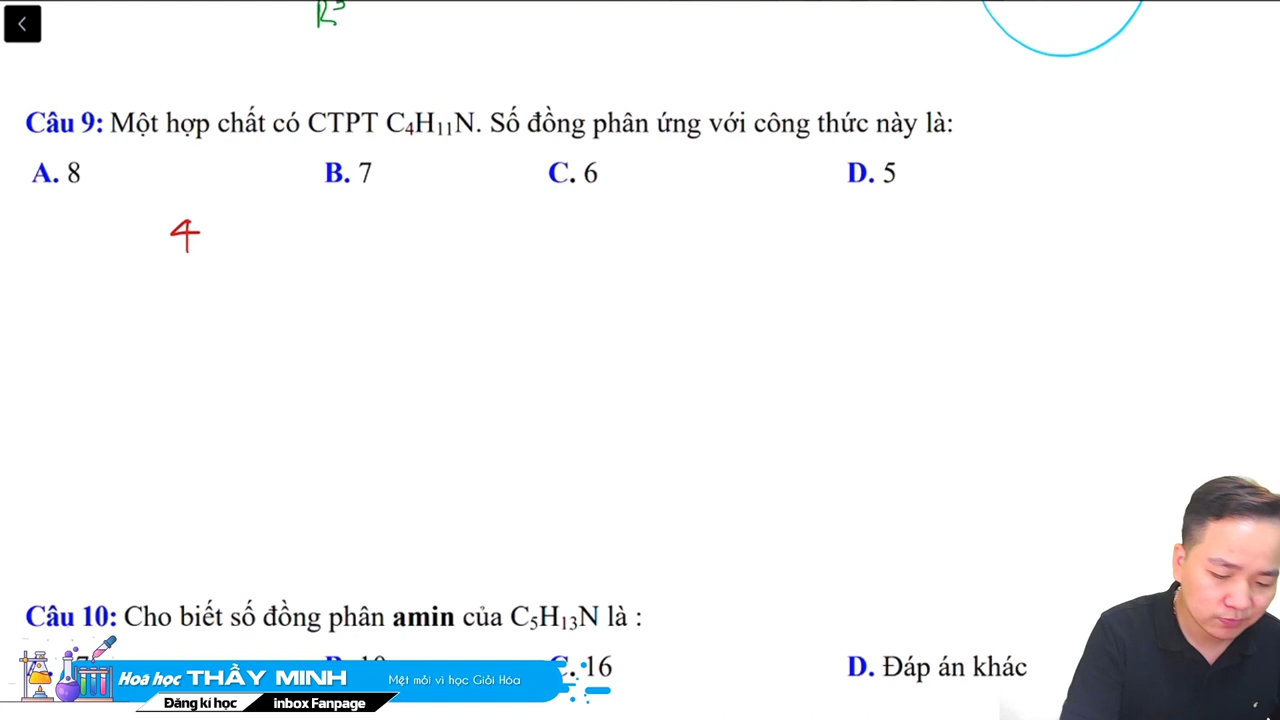 R³
Câu 9: Một hợp chất có CTPT C₄H₁₁N. Số đồng phân ứng với công thức này là:
A. 8 B. 7 C. 6 D. 5
4
Câu 10: Cho biết số đồng phân amin của C₅H₁₃N là :
C. 16 D. Đáp án khác
Hoá học THẦY MINH Mệt mỏi vì học Giỏi Hóa
Đăng kí học inbox Fanpage